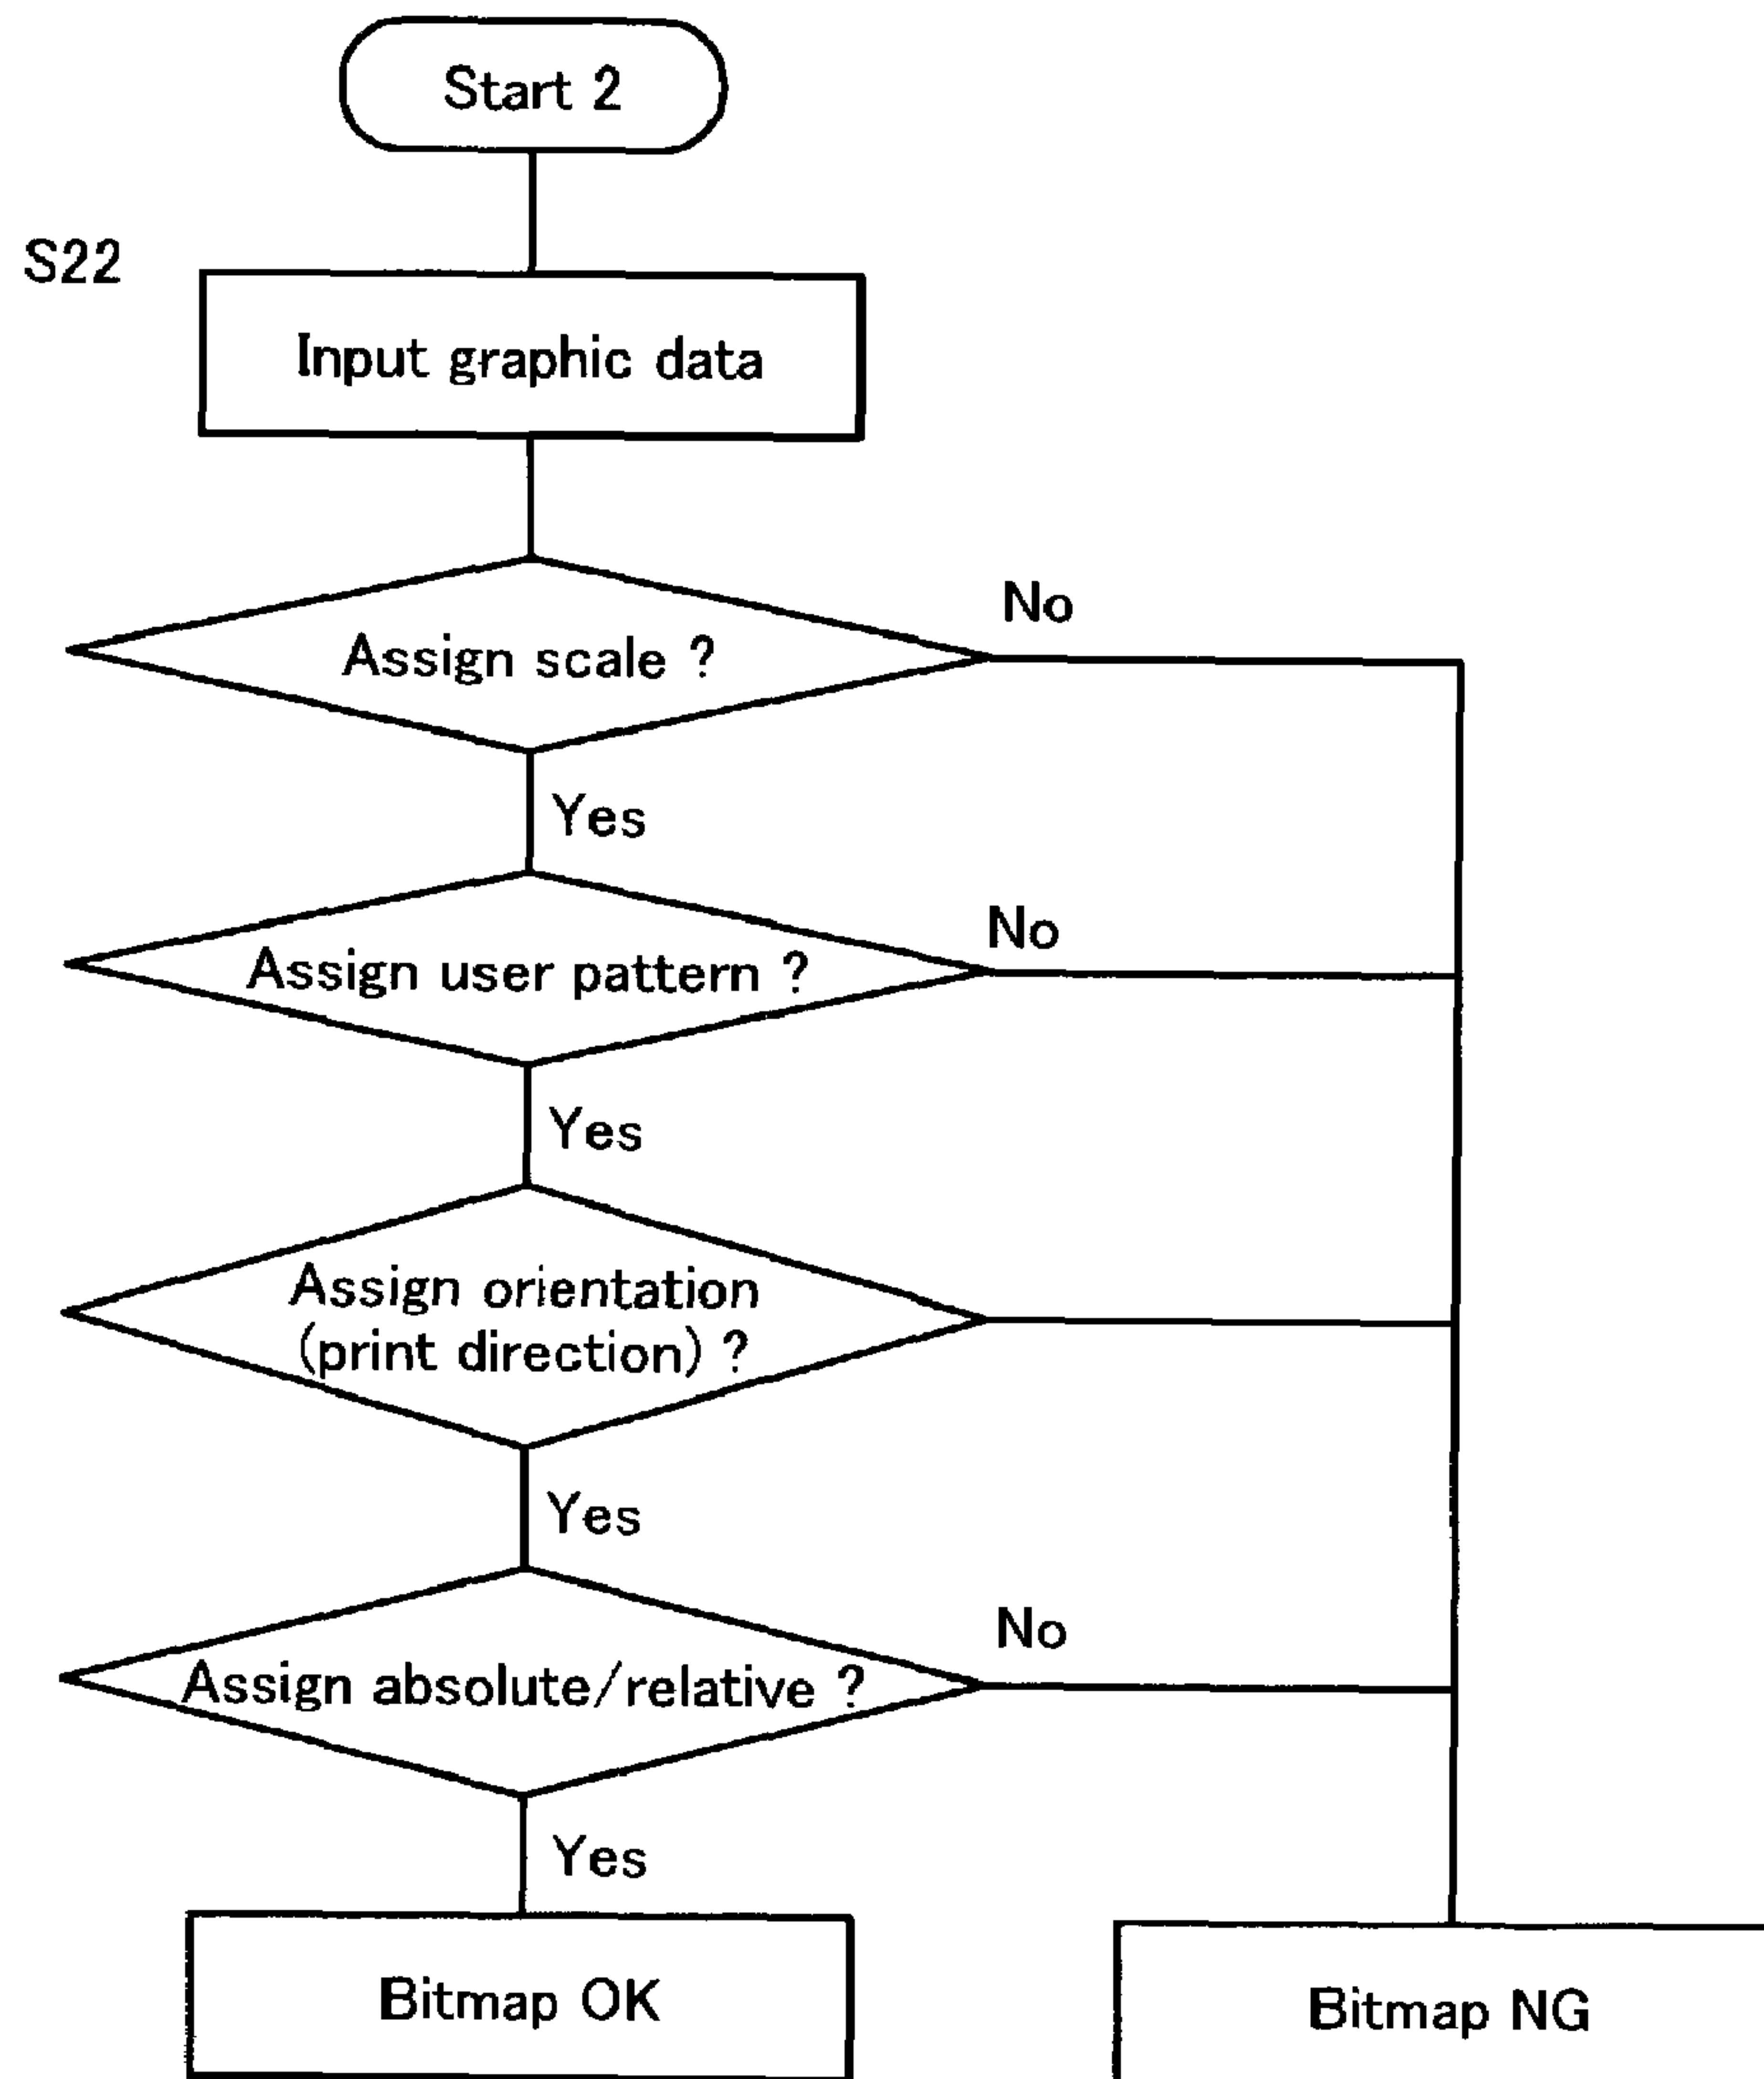 Start 2
S22
Input graphic data
No
Assign scale ?
Yes
No
Assign user pattern ?
Yes
Assign orientation
(print direction) ?
Yes
No
Assign absolute/relative ?
Yes
Bitmap OK
Bitmap NG